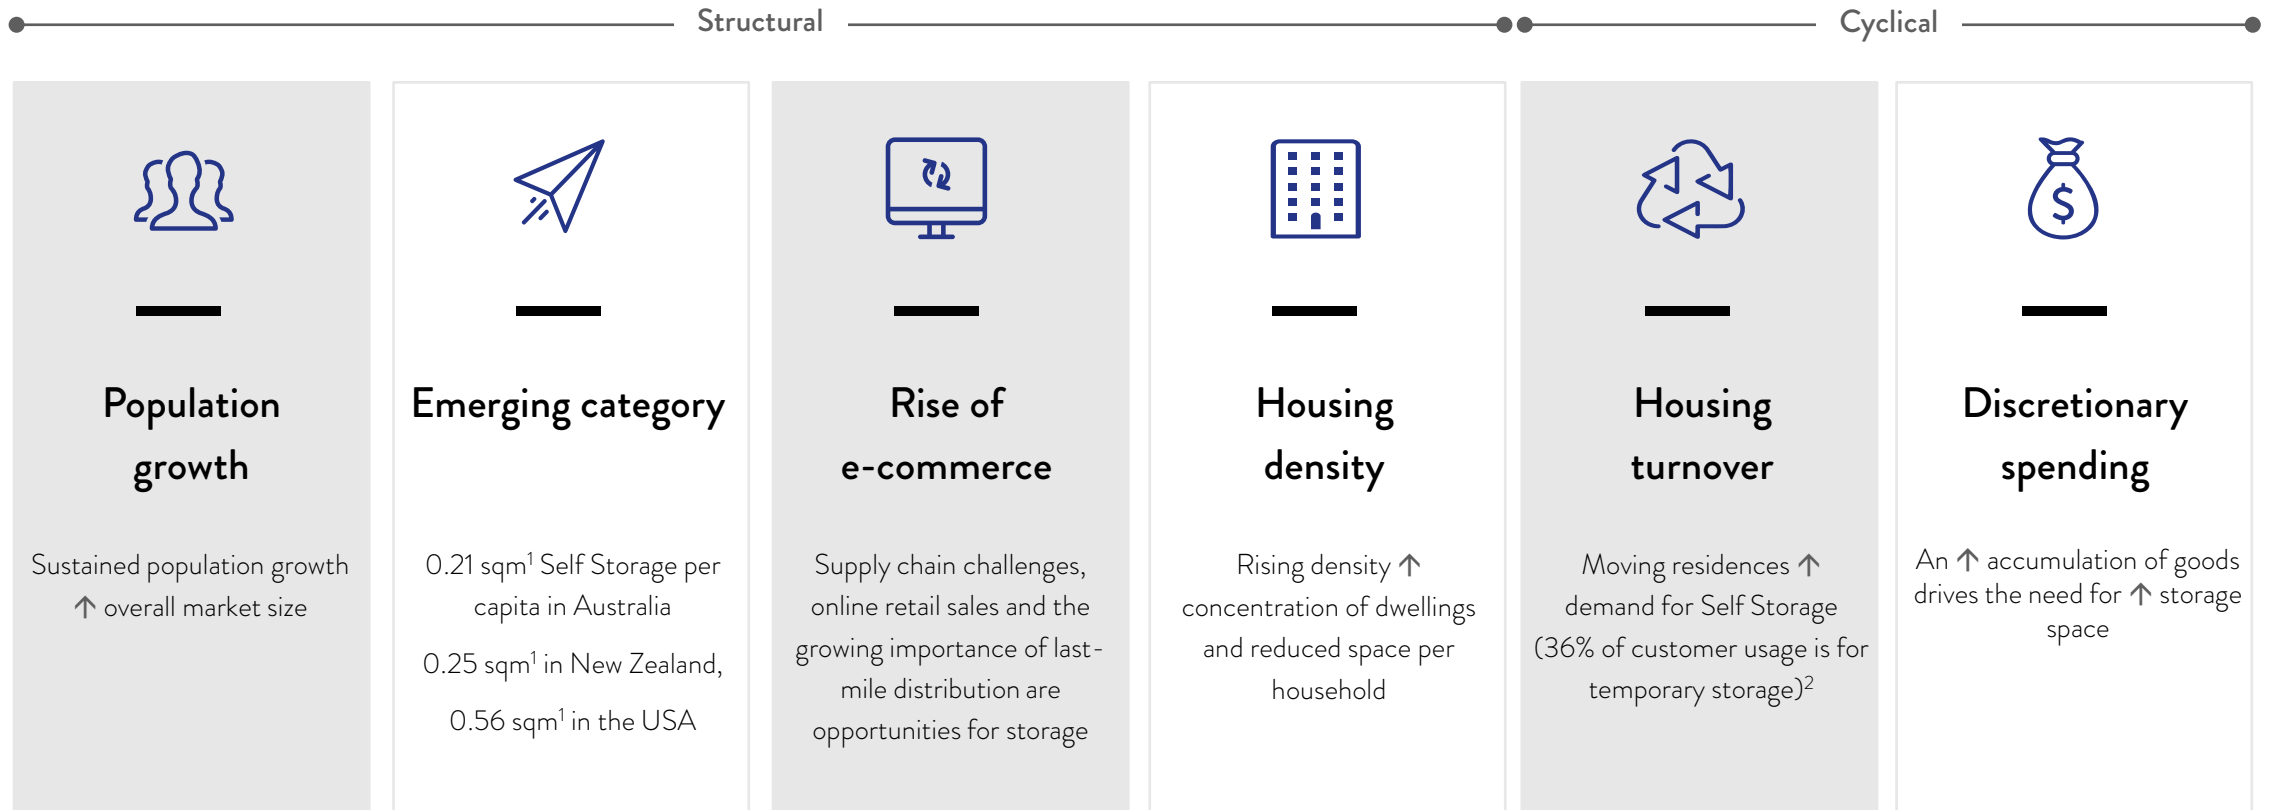 Structural
Cyclical
Population
growth
Sustained population growth
↑ overall market size
Emerging category
0.21 sqm¹ Self Storage per
capita in Australia
0.25 sqm¹ in New Zealand,
0.56 sqm¹ in the USA
Rise of
e-commerce
Supply chain challenges,
online retail sales and the
growing importance of last-
mile distribution are
opportunities for storage
Housing
density
Rising density ↑
concentration of dwellings
and reduced space per
household
Housing
turnover
Moving residences ↑
demand for Self Storage
(36% of customer usage is for
temporary storage)²
Discretionary
spending
An ↑ accumulation of goods
drives the need for ↑ storage
space